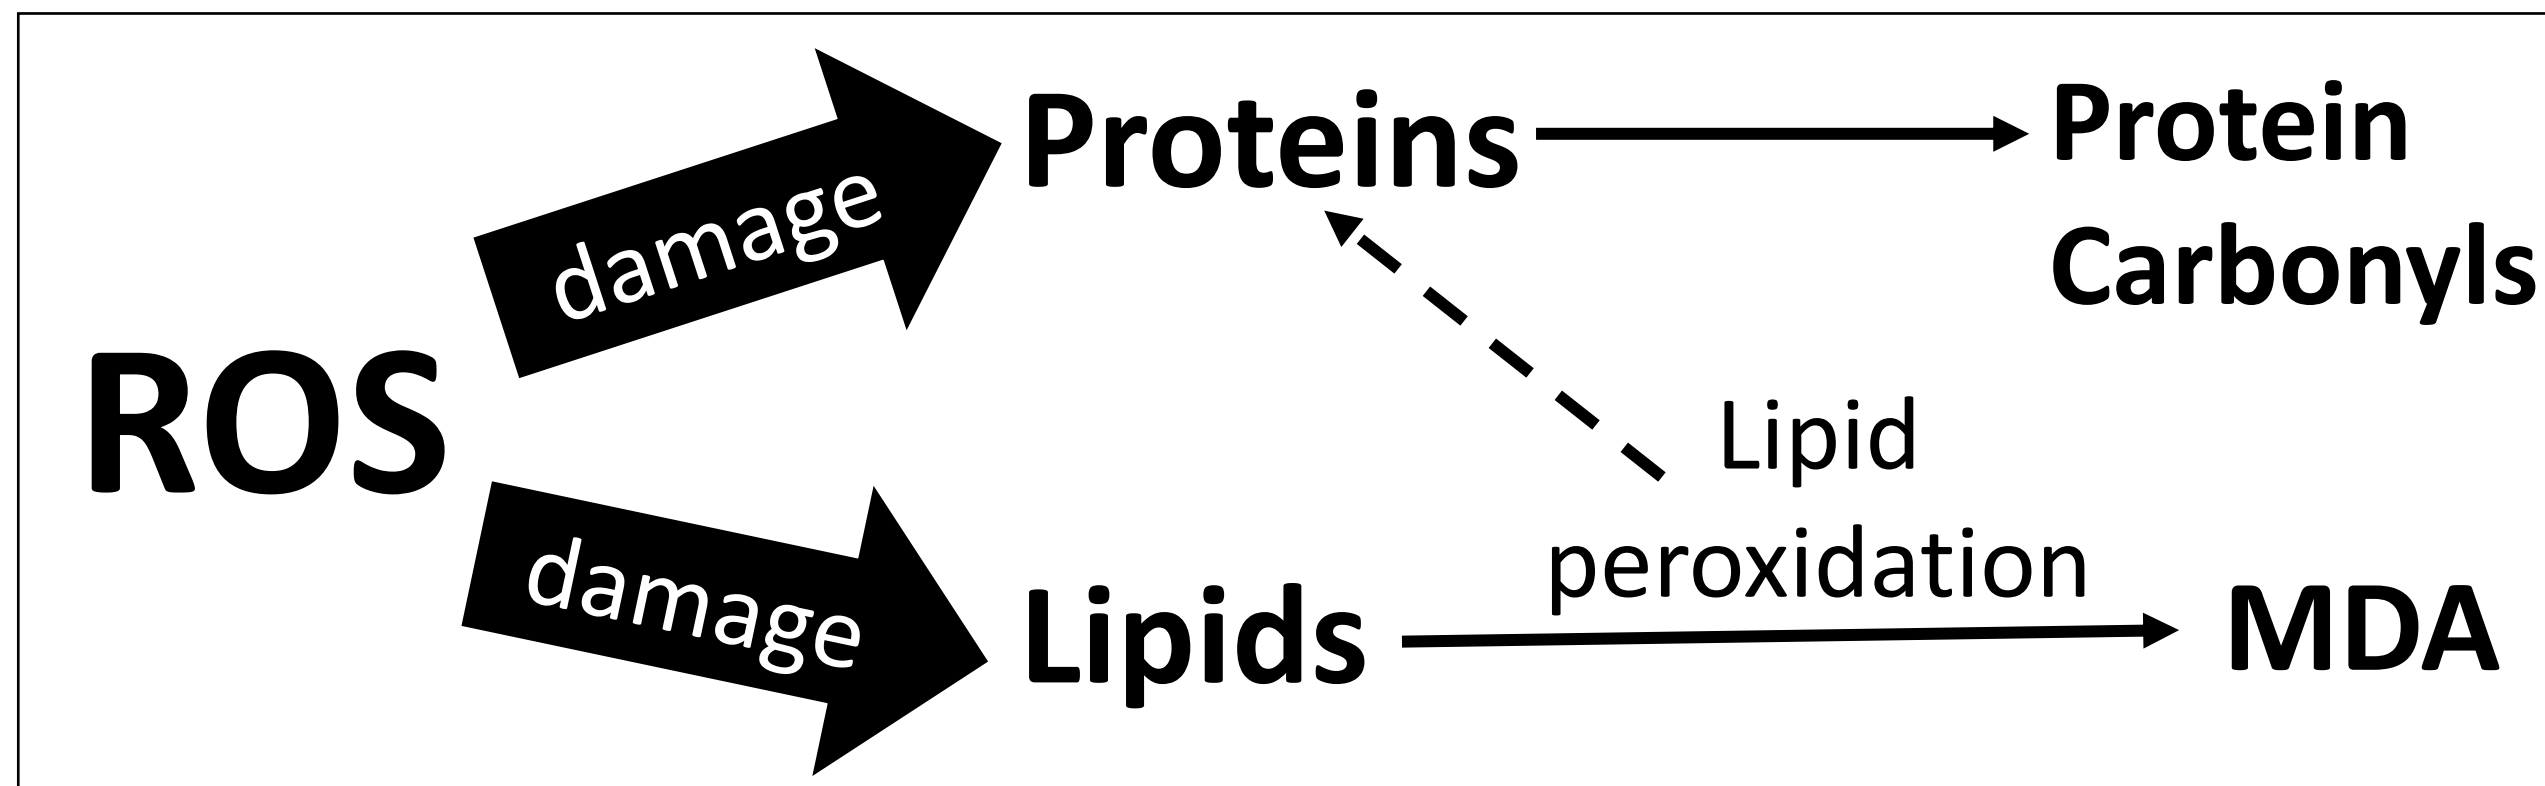 damage
Proteins
Protein
Carbonyls
ROS
Lipid
peroxidation
damage
Lipids
MDA